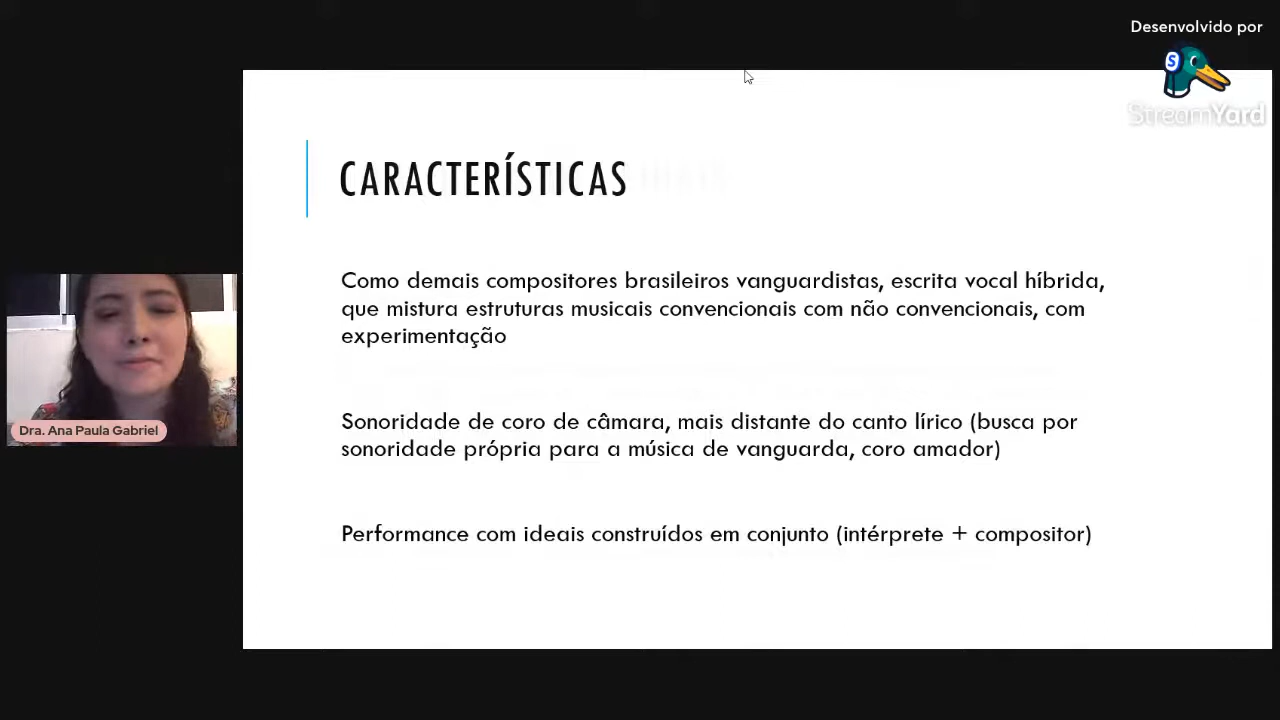 Desenvolvido por
StreamYard
CARACTERÍSTICAS
Como demais compositores brasileiros vanguardistas, escrita vocal híbrida,
que mistura estruturas musicais convencionais com não convencionais, com
experimentação
Sonoridade de coro de câmara, mais distante do canto lírico (busca por
sonoridade própria para a música de vanguarda, coro amador)
Performance com ideais construídos em conjunto (intérprete + compositor)
Dra. Ana Paula Gabriel